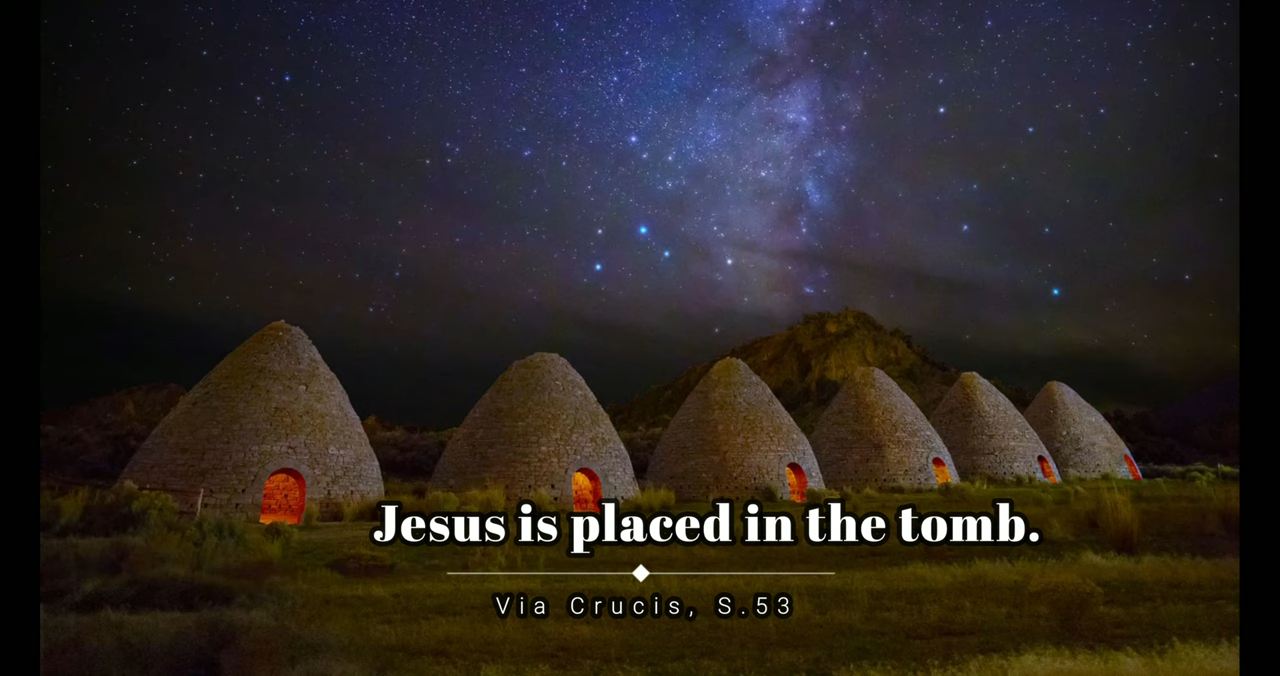 Jesus is placed in the tomb.
Via Crucis, S.53